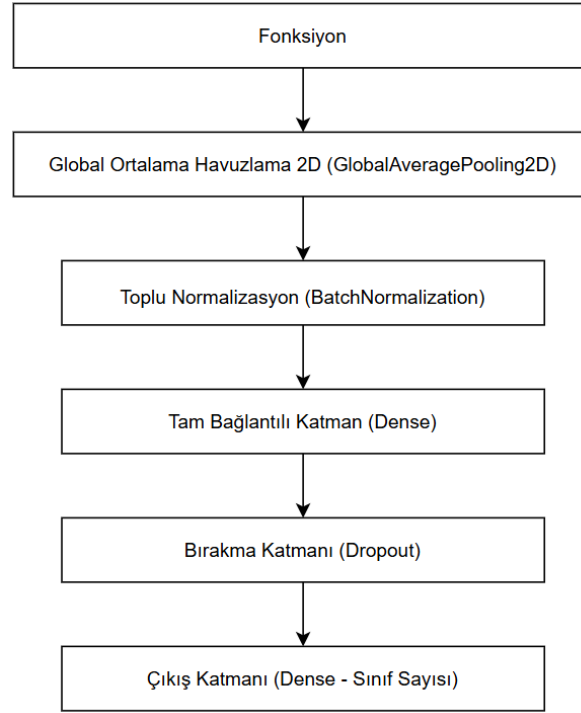 Fonksiyon
Global Ortalama Havuzlama 2D (GlobalAveragePooling2D)
Toplu Normalizasyon (BatchNormalization)
Tam Bağlantılı Katman (Dense)
Bırakma Katmanı (Dropout)
Çıkış Katmanı (Dense - Sınıf Sayısı)